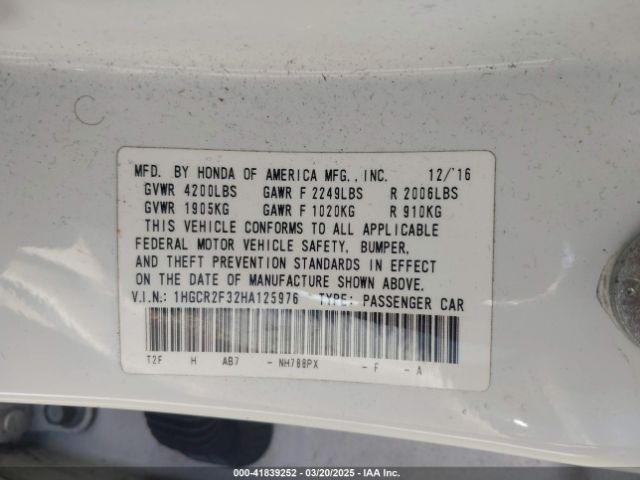 MFD. BY HONDA OF AMERICA MFG., INC. 12/'16
GVWR 4200LBS GAWR F 2249LBS R 2006LBS
GVWR 1905KG GAWR F 1020KG R 910KG
THIS VEHICLE CONFORMS TO ALL APPLICABLE
FEDERAL MOTOR VEHICLE SAFETY, BUMPER,
AND THEFT PREVENTION STANDARDS IN EFFECT
ON THE DATE OF MANUFACTURE SHOWN ABOVE.
V.I.N.: 1HGCR2F32HA125976 TYPE: PASSENGER CAR
T2F H AB7 - NH788PX - F - A
000-41839252 - 03/20/2025 - IAA Inc.